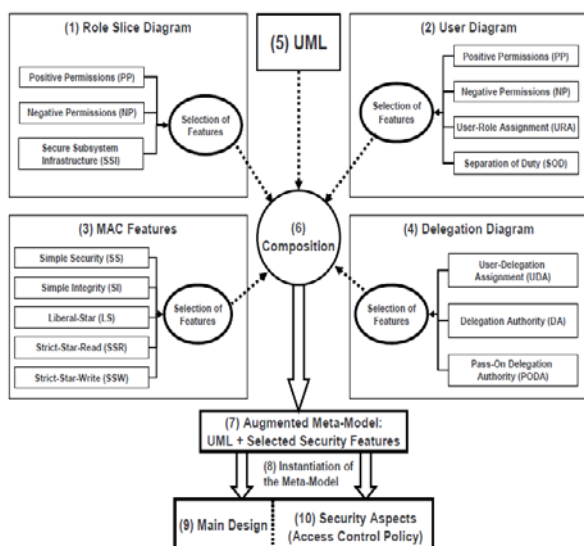 (1) Role Slice Diagram
Positive Permissions (PP)
Negative Permissions (NP)
Secure Subsystem
Infrastructure (SSI)
Selection of
Features
(5) UML
(2) User Diagram
Positive Permissions (PP)
Negative Permissions (NP)
User-Role Assignment (URA)
Separation of Duty (SOD)
Selection of
Features
(6)
Composition
(3) MAC Features
Simple Security (SS)
Simple Integrity (SI)
Liberal-Star (LS)
Strict-Star-Read (SSR)
Strict-Star-Write (SSW)
Selection of
Features
(4) Delegation Diagram
User-Delegation
Assignment (UDA)
Delegation Authority (DA)
Pass-On Delegation
Authority (PODA)
Selection of
Features
(7) Augmented Meta-Model:
UML + Selected Security Features
(8) Instantiation of
the Meta-Model
(9) Main Design
(10) Security Aspects
(Access Control Policy)